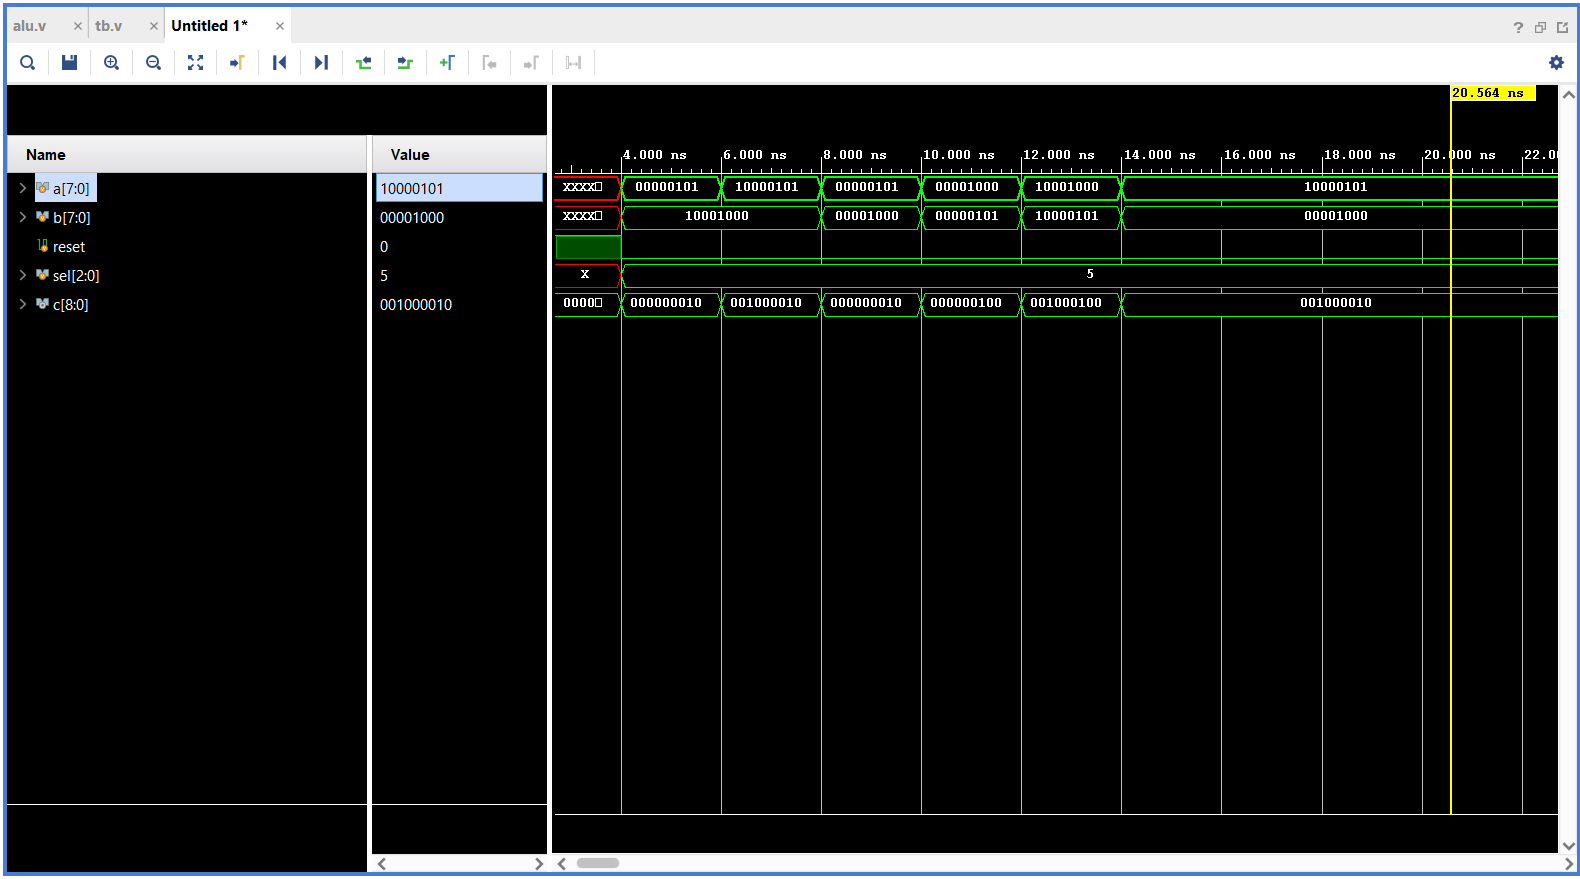 alu.v × tb.v × Untitled 1* × ?
20.564 ns
Name Value 4.000 ns 6.000 ns 8.000 ns 10.000 ns 12.000 ns 14.000 ns 16.000 ns 18.000 ns 20.000 ns 22.0
a[7:0] 10000101 XXXX 00000101 10000101 00000101 00001000 10001000 10000101
b[7:0] 00001000 XXXX 10001000 00001000 00000101 10000101 00001000
reset 0
sel[2:0] 5 X 5
c[8:0] 001000010 0000 000000010 001000010 000000010 000000100 001000100 001000010